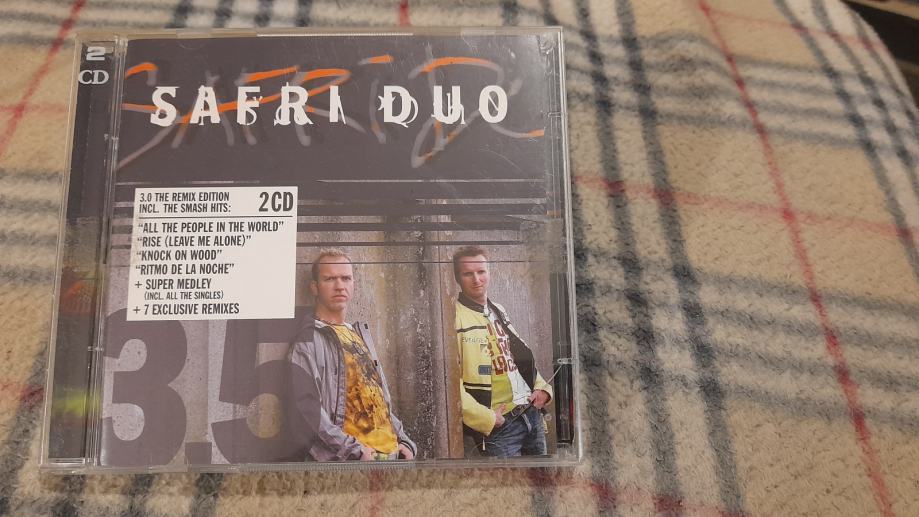 2
CD
SAFRI DUO
3.0 THE REMIX EDITION
INCL. THE SMASH HITS:
2CD
"ALL THE PEOPLE IN THE WORLD"
"RISE (LEAVE ME ALONE)"
"KNOCK ON WOOD"
"RITMO DE LA NOCHE"
+ SUPER MEDLEY
(INCL. ALL THE SINGLES)
+ 7 EXCLUSIVE REMIXES
3.5